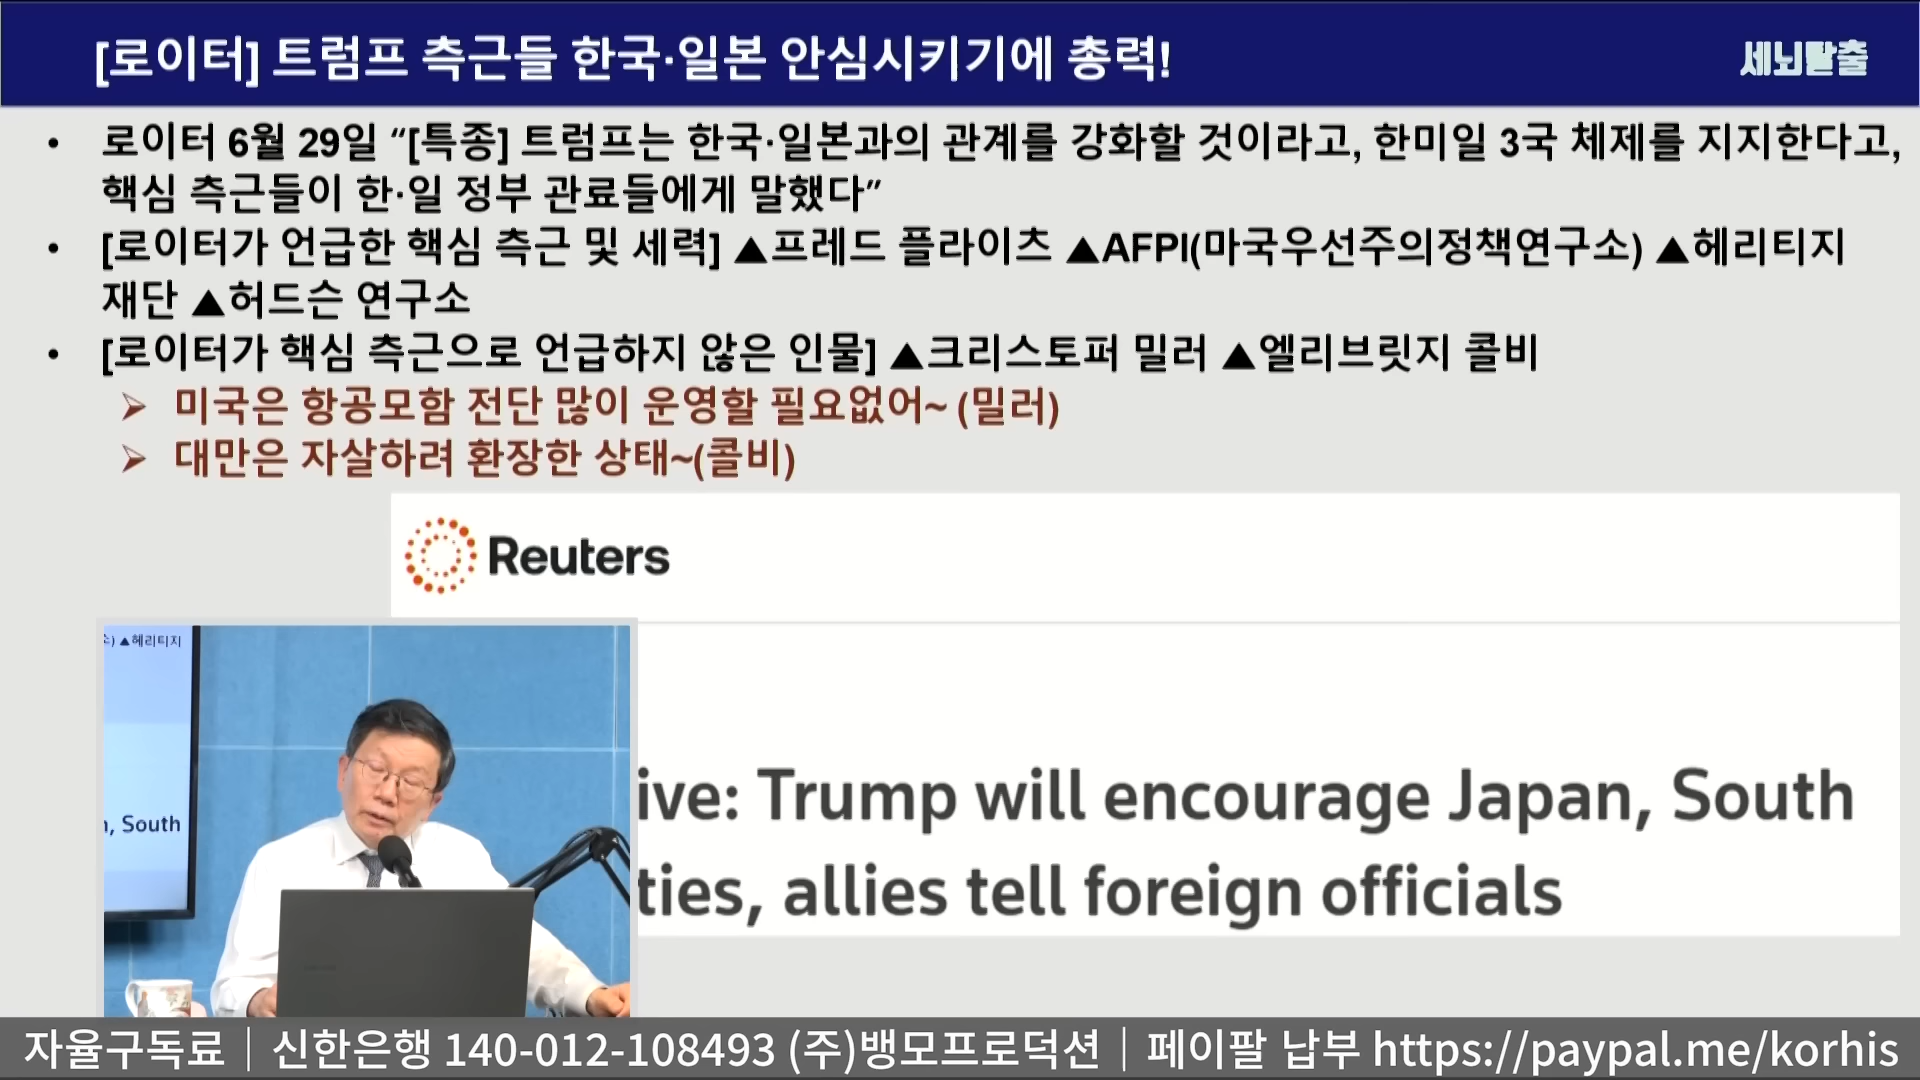 [로이터] 트럼프 측근들 한국·일본 안심시키기에 총력!
세뇌탈출
• 로이터 6월 29일 “[특종] 트럼프는 한국·일본과의 관계를 강화할 것이라고, 한미일 3국 체제를 지지한다고,
핵심 측근들이 한·일 정부 관료들에게 말했다”
• [로이터가 언급한 핵심 측근 및 세력] ▲프레드 플라이츠 ▲AFPI(마국우선주의정책연구소) ▲헤리티지
재단 ▲허드슨 연구소
• [로이터가 핵심 측근으로 언급하지 않은 인물] ▲크리스토퍼 밀러 ▲엘리브릿지 콜비
➢ 미국은 항공모함 전단 많이 운영할 필요없어~ (밀러)
➢ 대만은 자살하려 환장한 상태~(콜비)
Reuters
ive: Trump will encourage Japan, South
ties, allies tell foreign officials
소) ▲헤리티지
n, South
자율구독료｜신한은행 140-012-108493 (주)뱅모프로덕션｜페이팔 납부 https://paypal.me/korhis